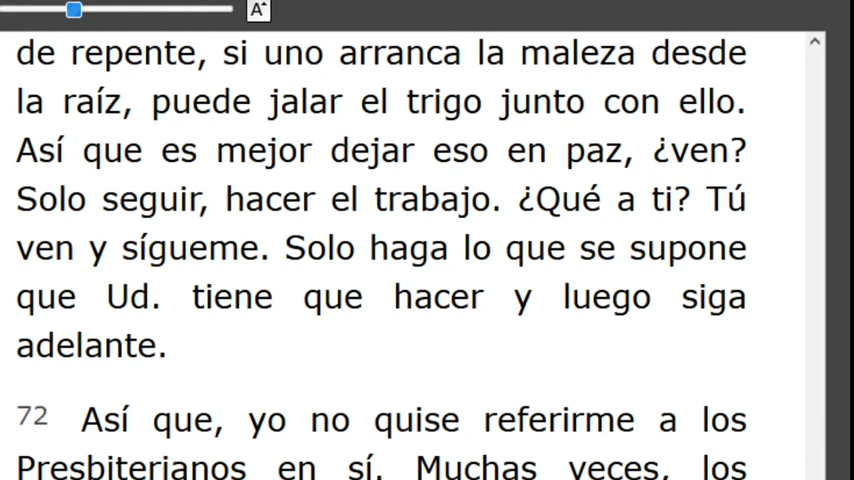 A
de repente, si uno arranca la maleza desde
la raíz, puede jalar el trigo junto con ello.
Así que es mejor dejar eso en paz, ¿ven?
Solo seguir, hacer el trabajo. ¿Qué a ti? Tú
ven y sígueme. Solo haga lo que se supone
que Ud. tiene que hacer y luego siga
adelante.
72 Así que, yo no quise referirme a los
Presbiterianos en sí. Muchas veces, los